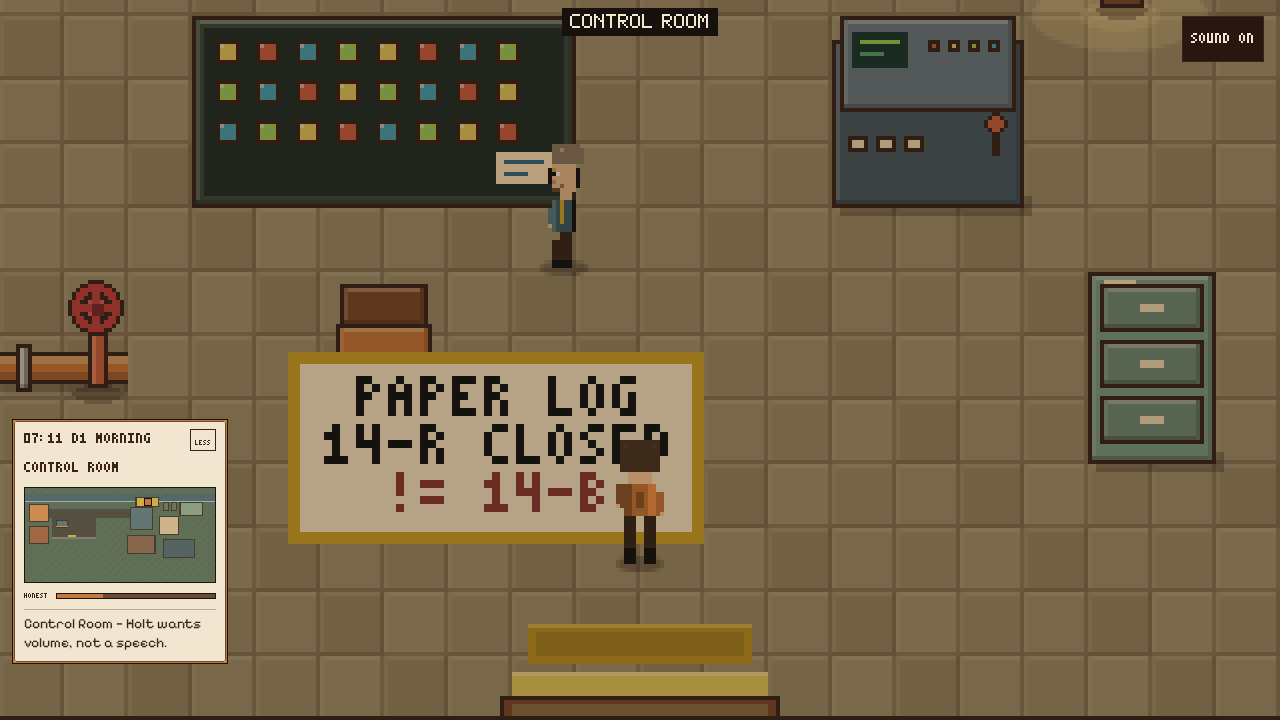 CONTROL ROOM
SOUND ON
PAPER LOG
14-R CLOSED
!= 14-B
07:11 D1 MORNING
LESS
CONTROL ROOM
HONEST
Control Room - Holt wants
volume, not a speech.